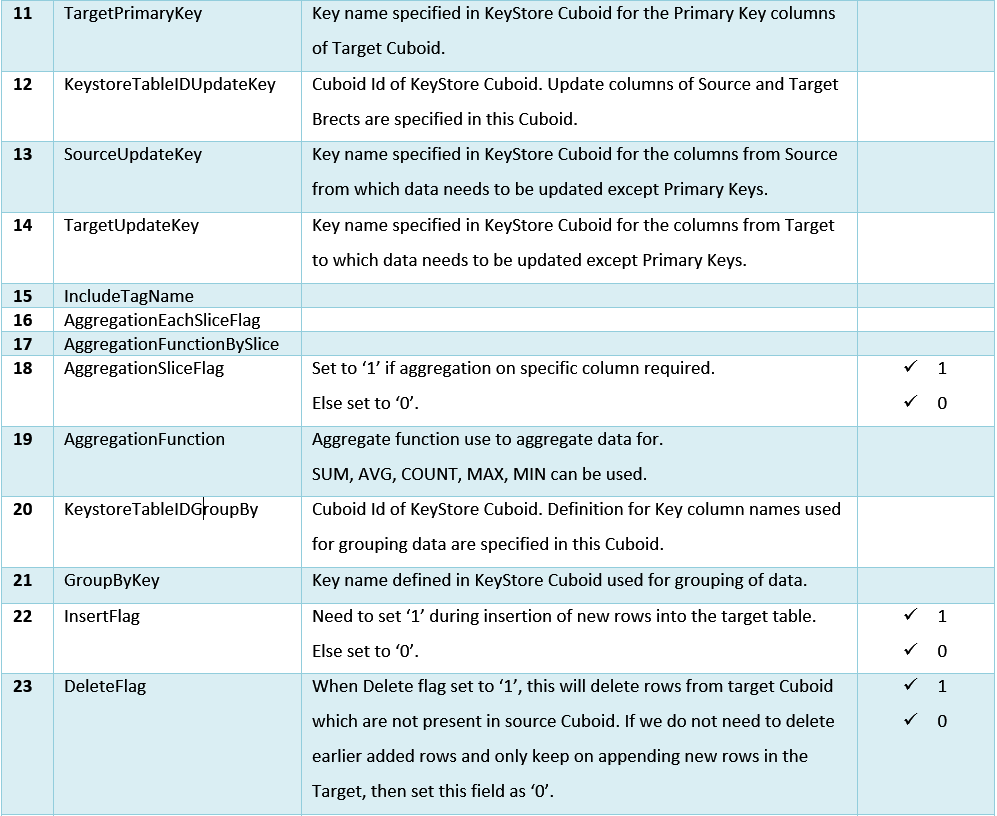 11 TargetPrimaryKey Key name specified in KeyStore Cuboid for the Primary Key columns
of Target Cuboid.
12 KeystoreTableIDUpdateKey Cuboid Id of KeyStore Cuboid. Update columns of Source and Target
Brects are specified in this Cuboid.
13 SourceUpdateKey Key name specified in KeyStore Cuboid for the columns from Source
from which data needs to be updated except Primary Keys.
14 TargetUpdateKey Key name specified in KeyStore Cuboid for the columns from Target
to which data needs to be updated except Primary Keys.
15 IncludeTagName
16 AggregationEachSliceFlag
17 AggregationFunctionBySlice
18 AggregationSliceFlag Set to ‘1’ if aggregation on specific column required. ✓ 1
Else set to ‘0’. ✓ 0
19 AggregationFunction Aggregate function use to aggregate data for.
SUM, AVG, COUNT, MAX, MIN can be used.
20 KeystoreTableIDGroupBy Cuboid Id of KeyStore Cuboid. Definition for Key column names used
for grouping data are specified in this Cuboid.
21 GroupByKey Key name defined in KeyStore Cuboid used for grouping of data.
22 InsertFlag Need to set ‘1’ during insertion of new rows into the target table. ✓ 1
Else set to ‘0’. ✓ 0
23 DeleteFlag When Delete flag set to ‘1’, this will delete rows from target Cuboid ✓ 1
which are not present in source Cuboid. If we do not need to delete ✓ 0
earlier added rows and only keep on appending new rows in the
Target, then set this field as ‘0’.